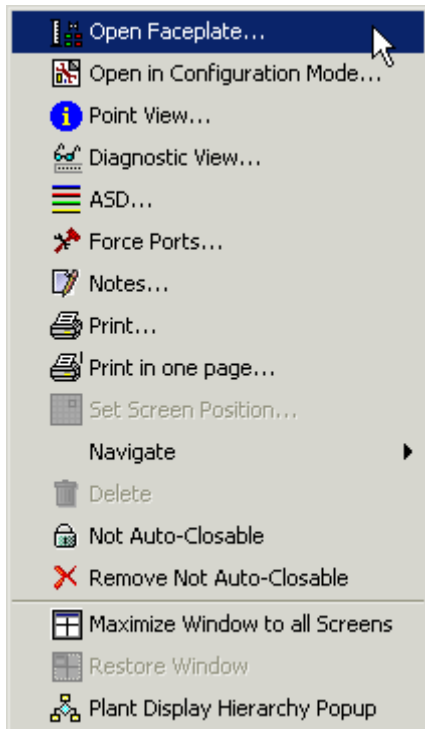 Open Faceplate...
Open in Configuration Mode...
Point View...
Diagnostic View...
ASD...
Force Ports...
Notes...
Print...
Print in one page...
Set Screen Position...
Navigate
Delete
Not Auto-Closable
Remove Not Auto-Closable
Maximize Window to all Screens
Restore Window
Plant Display Hierarchy Popup